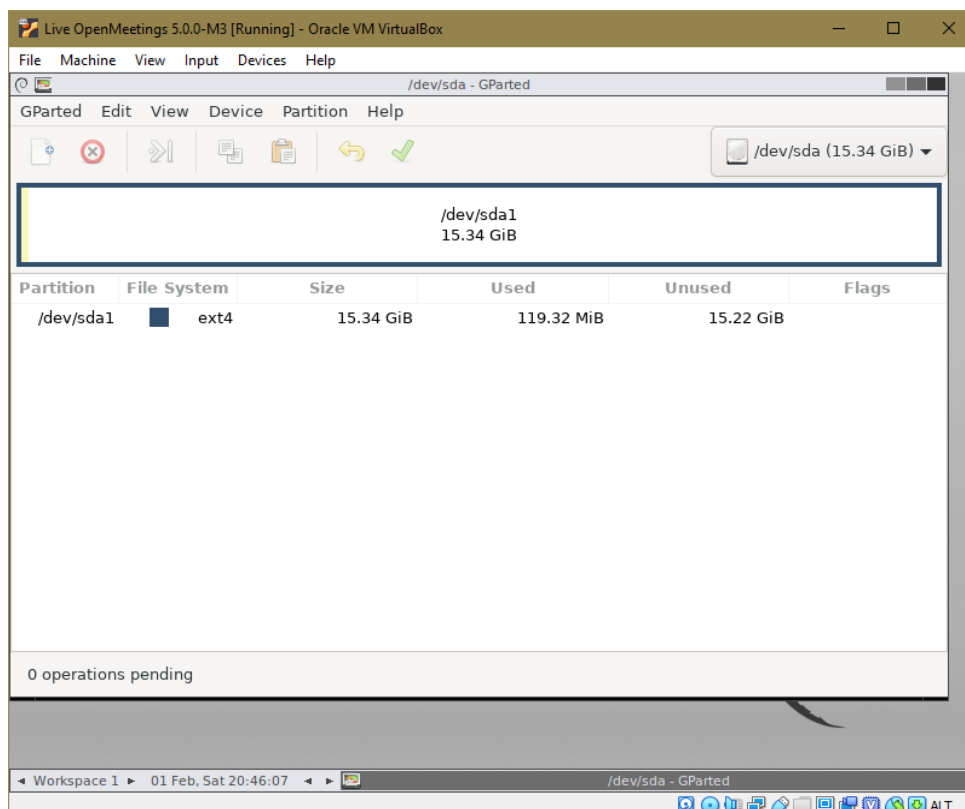 Live OpenMeetings 5.0.0-M3 [Running] - Oracle VM VirtualBox
File Machine View Input Devices Help
/dev/sda - GParted
GParted Edit View Device Partition Help
/dev/sda (15.34 GiB)
/dev/sda1
15.34 GiB
Partition File System Size Used Unused Flags
/dev/sda1 ext4 15.34 GiB 119.32 MiB 15.22 GiB
0 operations pending
Workspace 1 01 Feb, Sat 20:46:07 /dev/sda - GParted
ALT